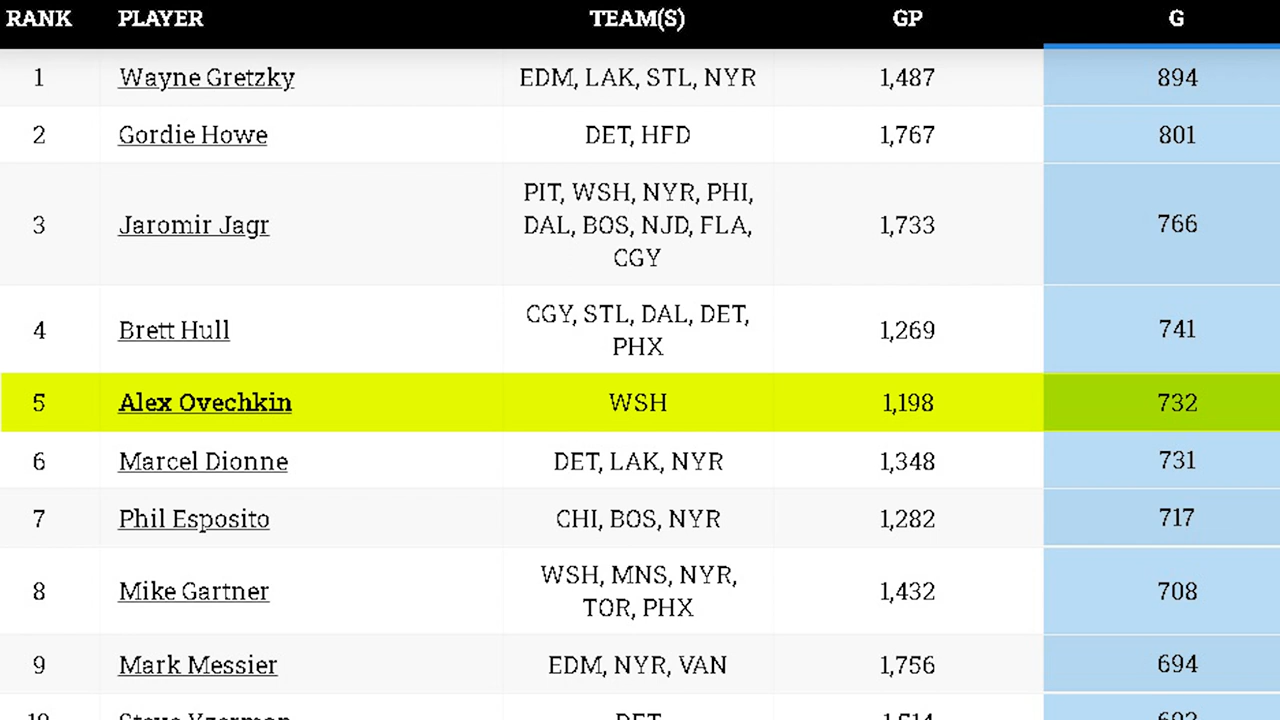 RANK PLAYER TEAM(S) GP G
1 Wayne Gretzky EDM, LAK, STL, NYR 1,487 894
2 Gordie Howe DET, HFD 1,767 801
3 Jaromir Jagr PIT, WSH, NYR, PHI, DAL, BOS, NJD, FLA, CGY 1,733 766
4 Brett Hull CGY, STL, DAL, DET, PHX 1,269 741
5 Alex Ovechkin WSH 1,198 732
6 Marcel Dionne DET, LAK, NYR 1,348 731
7 Phil Esposito CHI, BOS, NYR 1,282 717
8 Mike Gartner WSH, MNS, NYR, TOR, PHX 1,432 708
9 Mark Messier EDM, NYR, VAN 1,756 694
10 Steve Yzerman DET 1,514 692